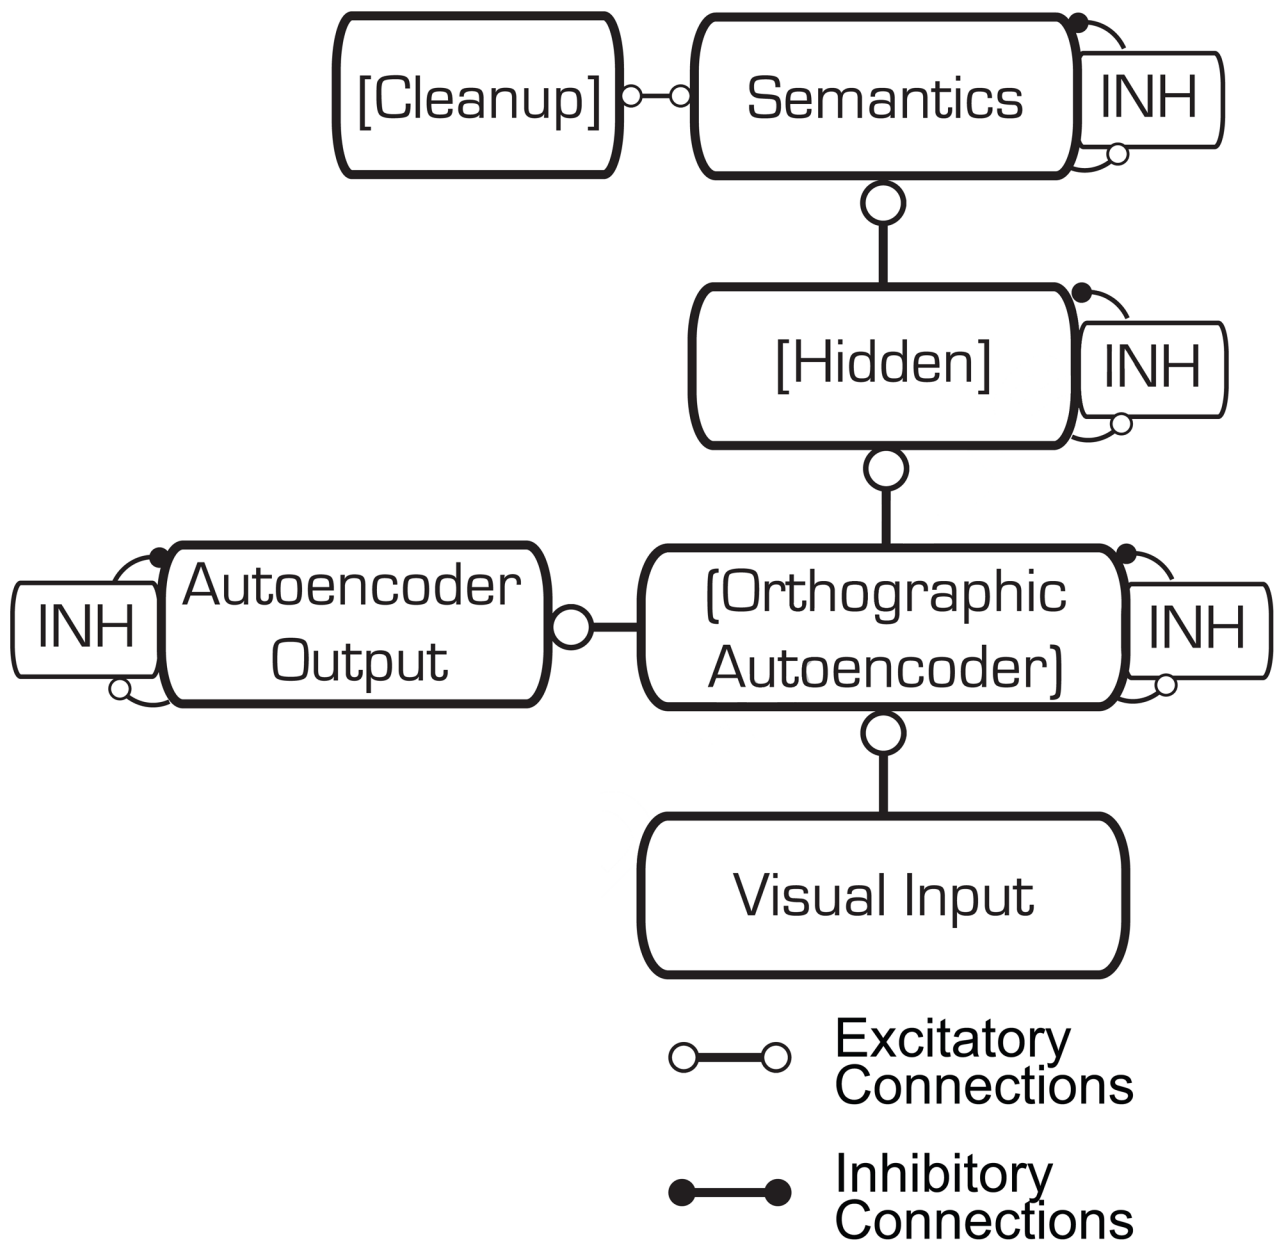 [Cleanup]
Semantics
INH
[Hidden]
INH
INH
Autoencoder
Output
(Orthographic
Autoencoder)
INH
Visual Input
Excitatory
Connections
Inhibitory
Connections